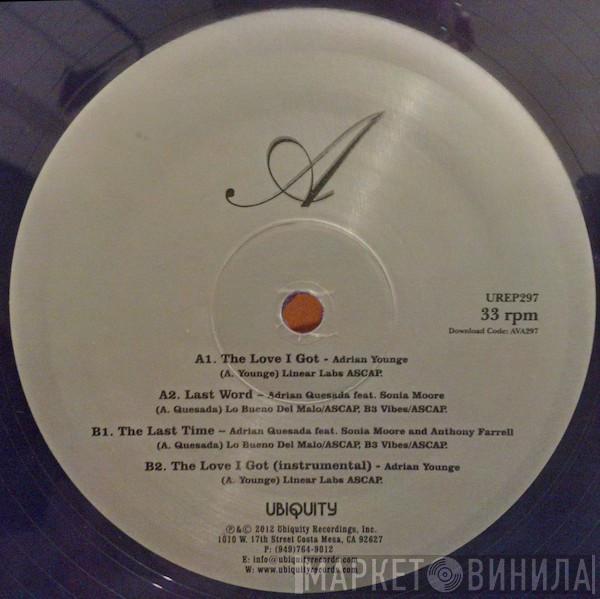 A
UREP297
33 rpm
Download Code: AVA297
A1. The Love I Got - Adrian Younge
(A. Younge) Linear Labs ASCAP.
A2. Last Word – Adrian Quesada feat. Sonia Moore
(A. Quesada) Lo Bueno Del Malo/ASCAP, B3 Vibes/ASCAP.
B1. The Last Time – Adrian Quesada feat. Sonia Moore and Anthony Farrell
(A. Quesada) Lo Bueno Del Malo/ASCAP, B3 Vibes/ASCAP.
B2. The Love I Got (instrumental) - Adrian Younge
(A. Younge) Linear Labs ASCAP.
UBIQUITY
℗&© 2012 Ubiquity Recordings, Inc.
1010 W. 17th Street Costa Mesa, CA 92627
P: (949)764-9012
E: info@ubiquityrecords.com
W: www.ubiquityrecords.com
МАРКЕТ ВИНИЛА